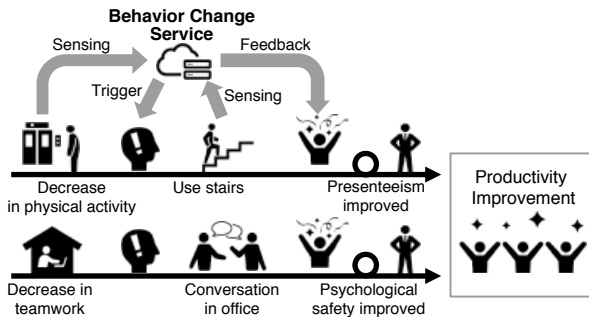 Behavior Change
Service
Sensing
Feedback
Trigger
Sensing
Decrease
in physical activity
Use stairs
Presenteeism
improved
Productivity
Improvement
Decrease in
teamwork
Conversation
in office
Psychological
safety improved